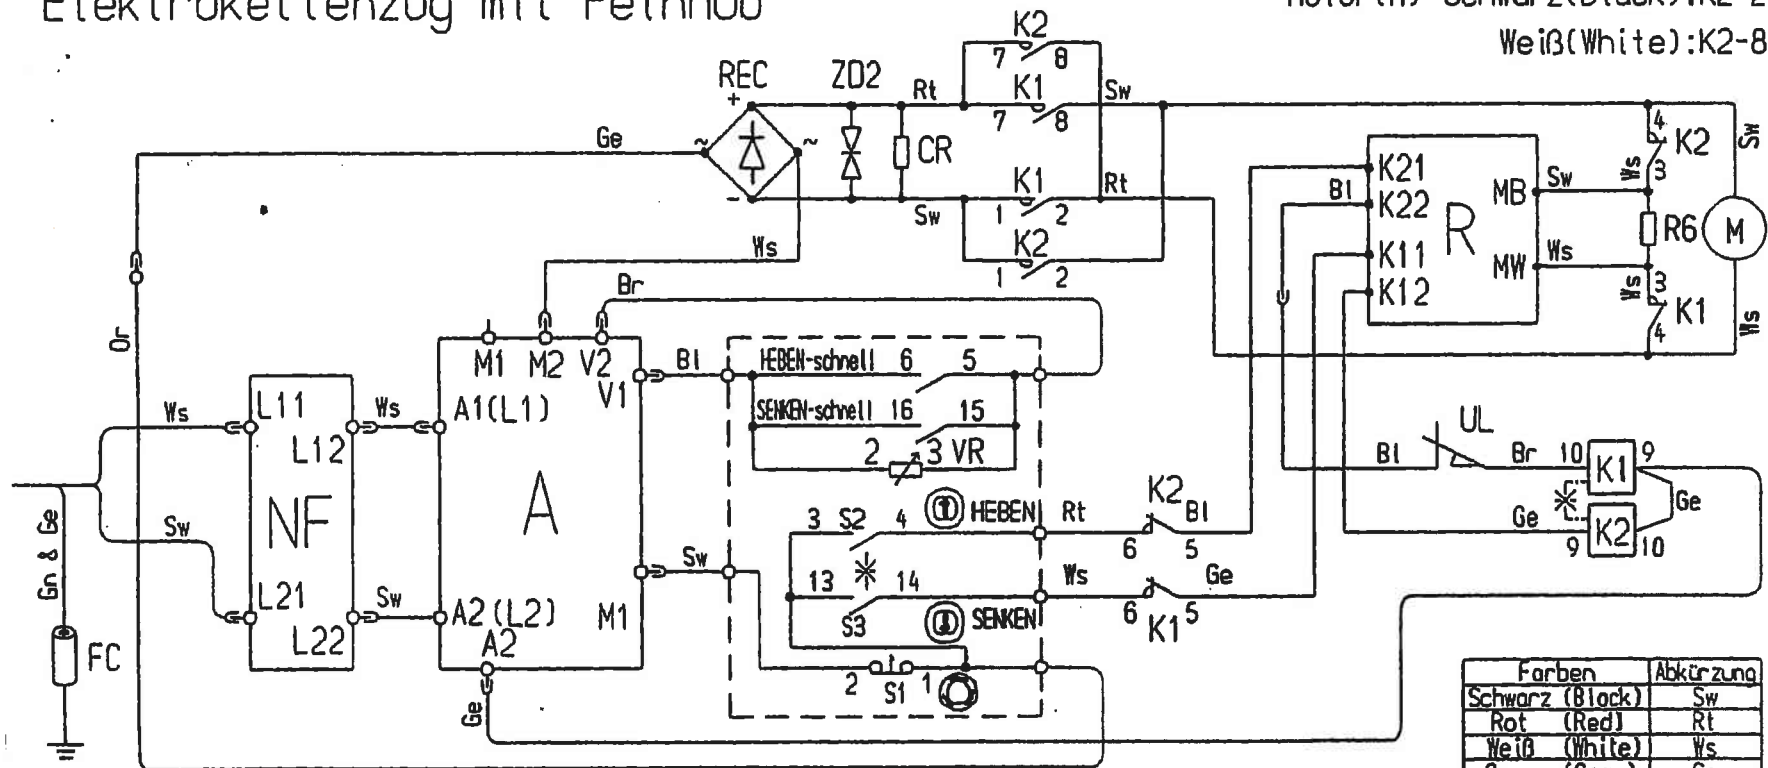 Elektrokettenzug mit Feinhub
Weiß(White):K2-8
K2
7 8
REC
ZD2
Rt
K1
Sw
7 8
+
Ge
~ ~
CR
-
K1
Rt
Sw
1 2
K2
Ws
1 2
Br
K21
Bl
K22
K11
K12
R
MB
MW
Sw
Ws
4
K2
Ws
3
R6
M
Sw
Ws
3
K1
4
Ws
Or
M1 M2 V2
V1
Bl
HEBEN-schnell 6 5
SENKEN-schnell 16 15
2 3 VR
Ws
L11
L12
Ws
A1(L1)
NF
A
Sw
L21
L22
Sw
A2(L2)
A2
M1
Sw
Gn & Ge
FC
Ge
3 S2 4 HEBEN
13 14
S3 SENKEN
2 S1 1
Rt
K2
Bl
6 5
Ws
Ge
6 5
K1
UL
Bl
Br
10 K1 9
Ge
Ge
K2
9 10
Farben Abkürzung
Schwarz (Black) Sw
Rot (Red) Rt
Weiß (White) Ws